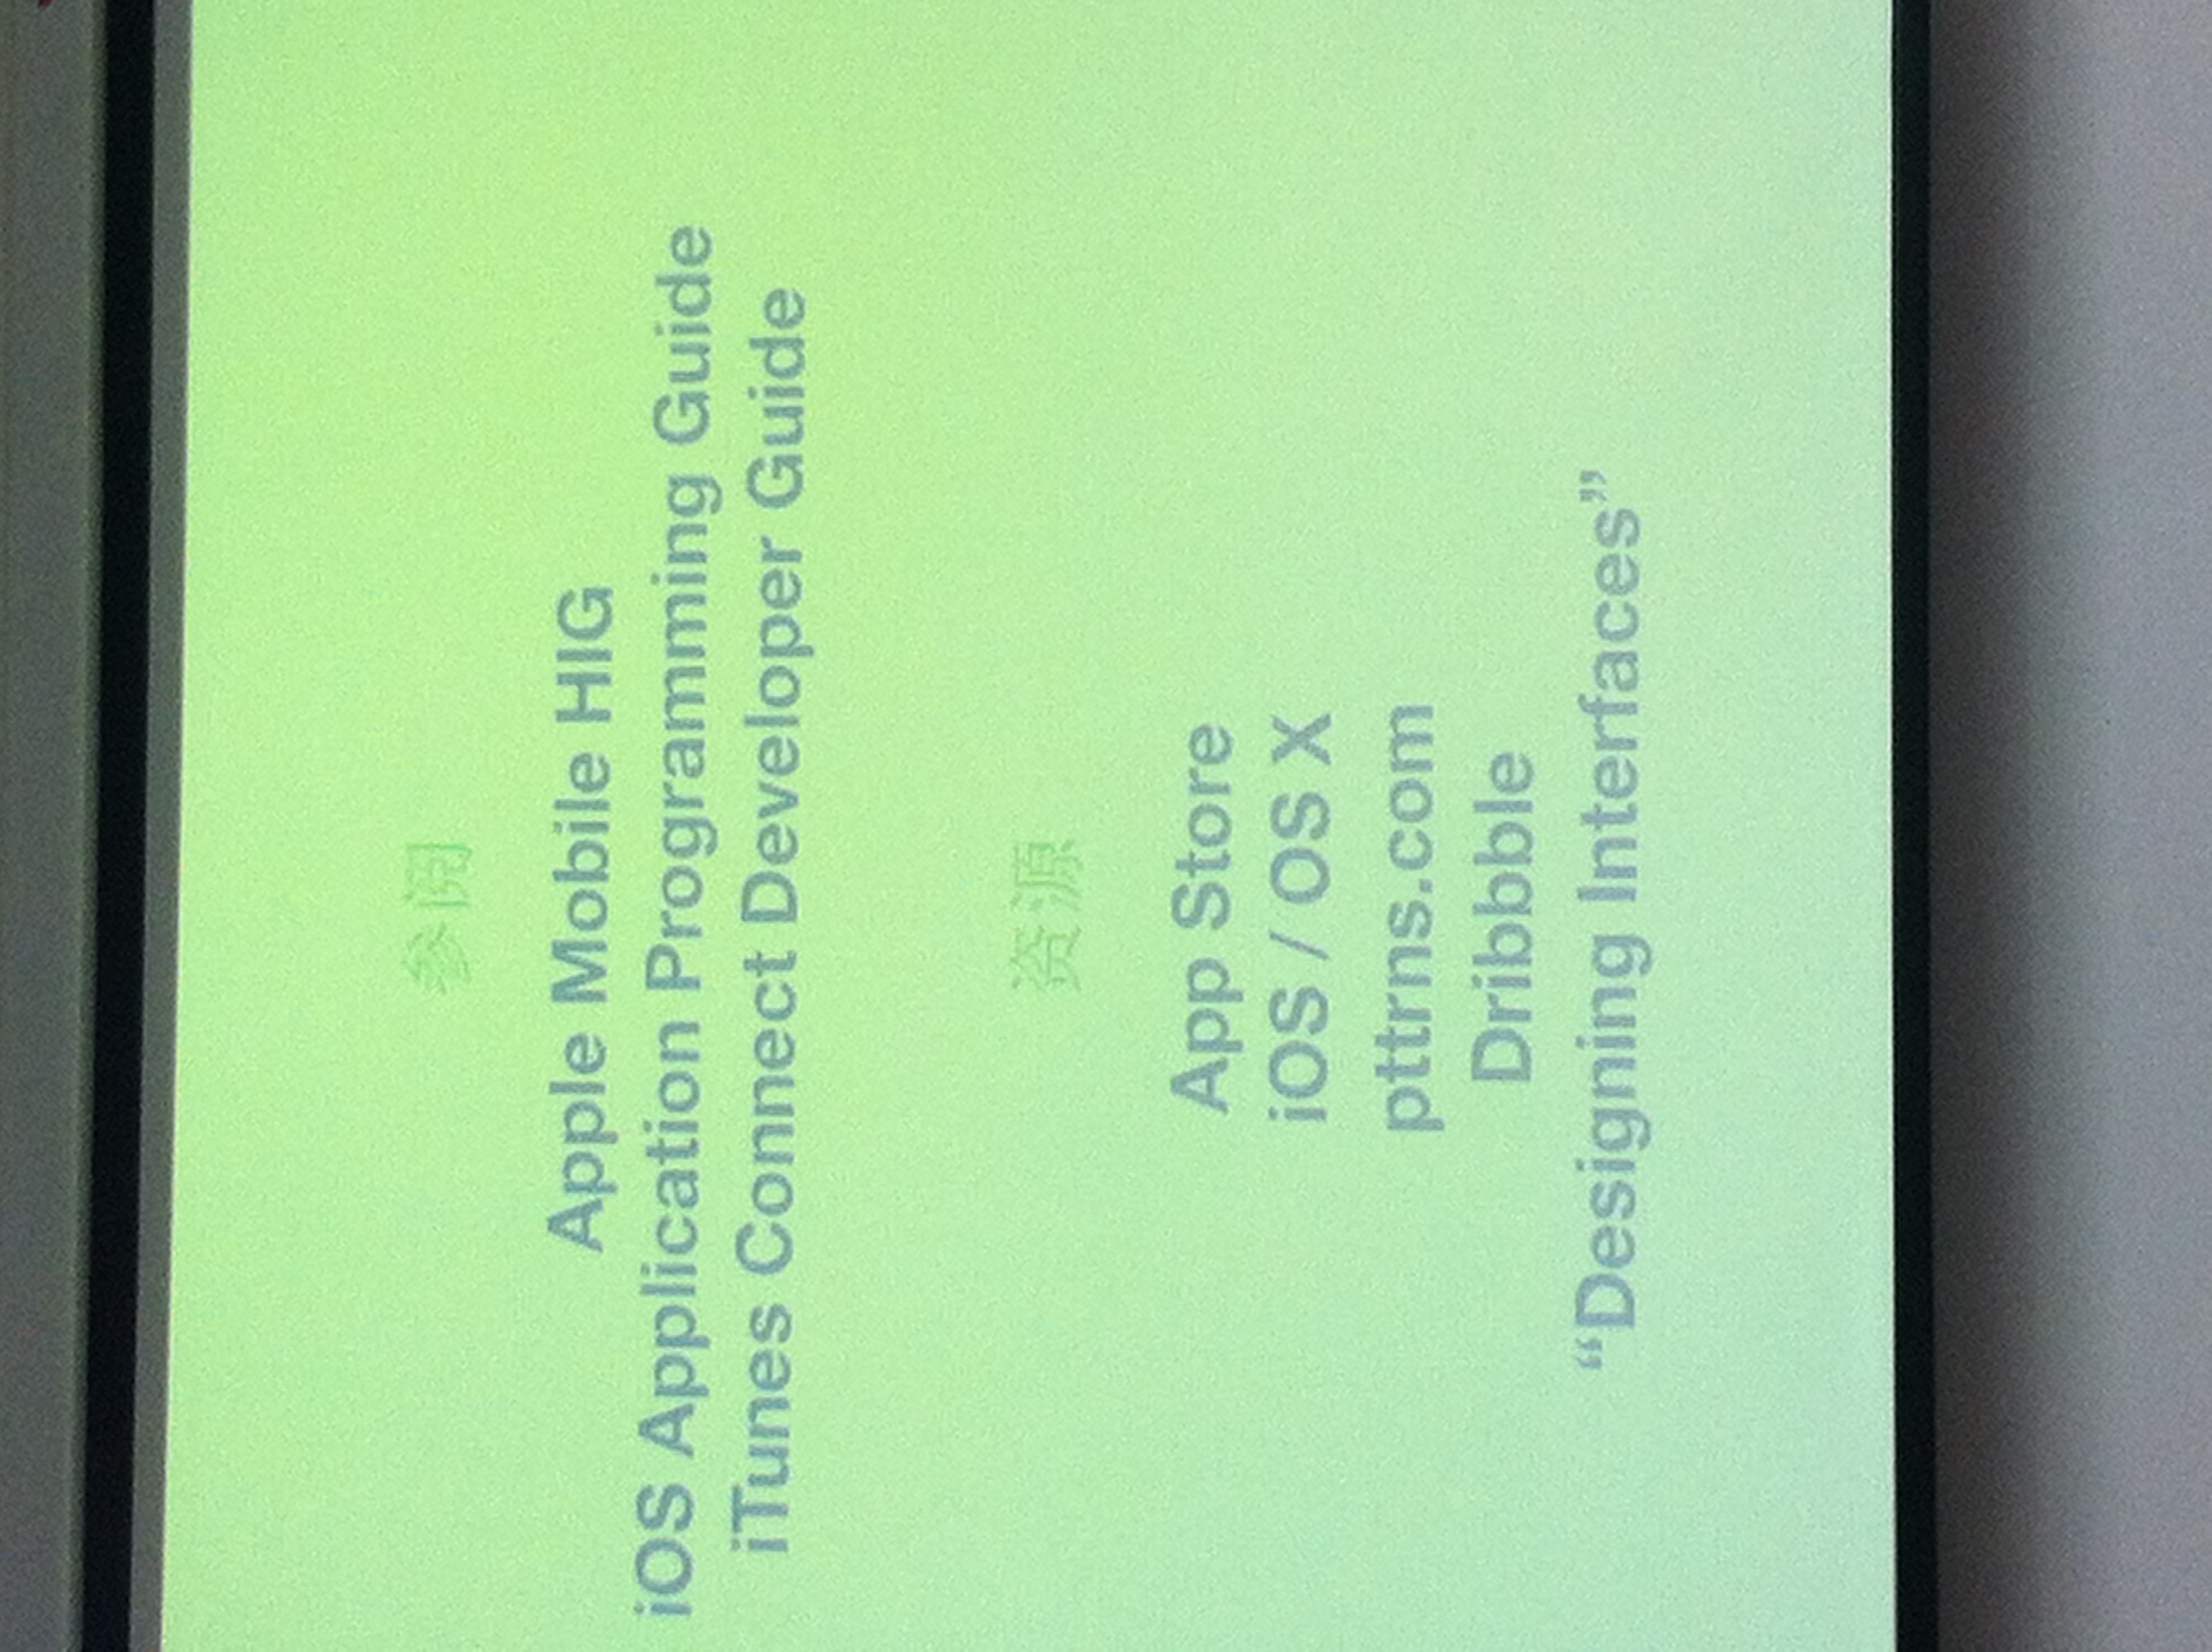 参阅
Apple Mobile HIG
iOS Application Programming Guide
iTunes Connect Developer Guide
资源
App Store
iOS / OS X
pttrns.com
Dribbble
“Designing Interfaces”